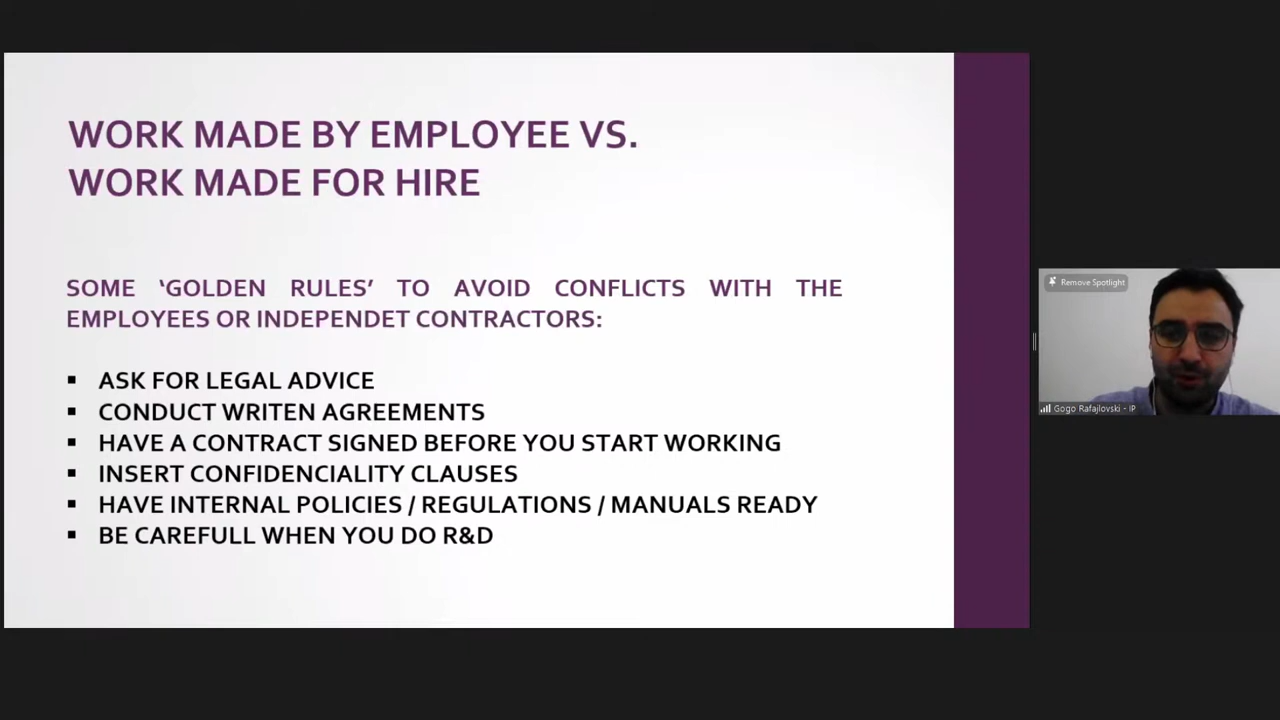 WORK MADE BY EMPLOYEE VS.
WORK MADE FOR HIRE
SOME ‘GOLDEN RULES’ TO AVOID CONFLICTS WITH THE
EMPLOYEES OR INDEPENDET CONTRACTORS:
▪ ASK FOR LEGAL ADVICE
▪ CONDUCT WRITEN AGREEMENTS
▪ HAVE A CONTRACT SIGNED BEFORE YOU START WORKING
▪ INSERT CONFIDENCIALITY CLAUSES
▪ HAVE INTERNAL POLICIES / REGULATIONS / MANUALS READY
▪ BE CAREFULL WHEN YOU DO R&D
Remove Spotlight
Gogo Rafajlovski - IP